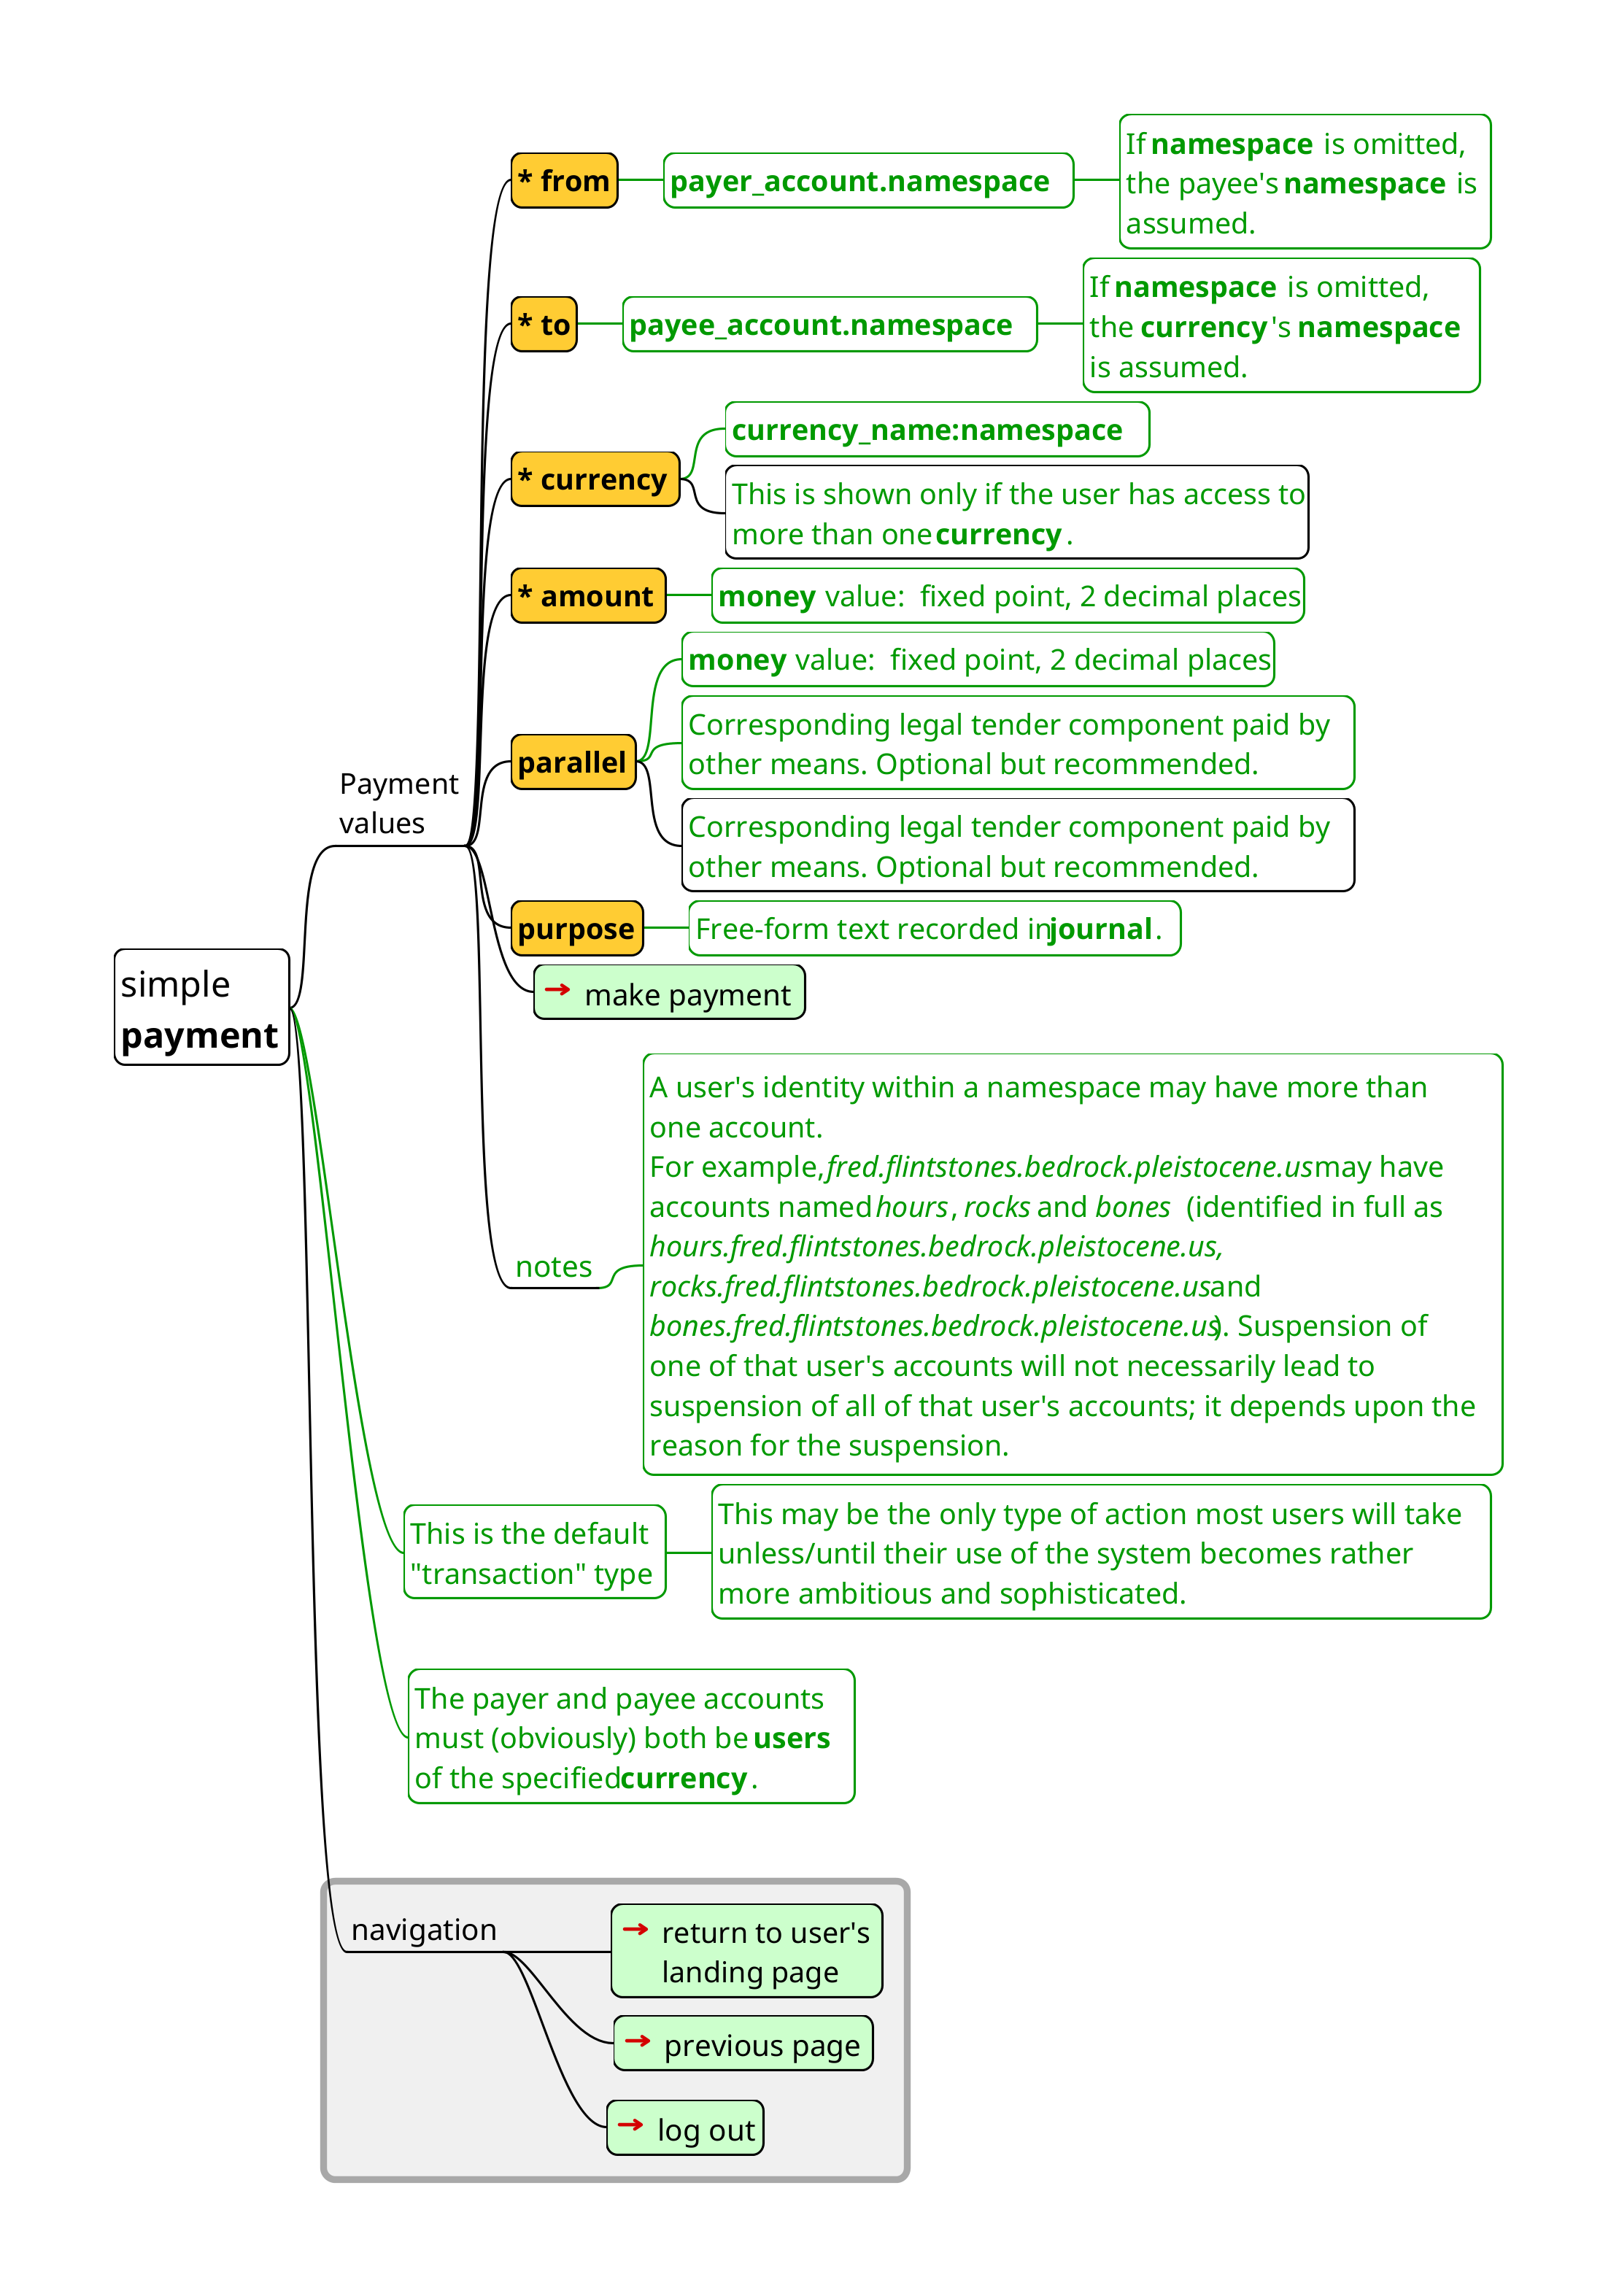 * from
payer_account.namespace
If namespace is omitted,
the payee's namespace is
assumed.
* to
payee_account.namespace
If namespace is omitted,
the currency's namespace
is assumed.
* currency
currency_name:namespace
This is shown only if the user has access to
more than one currency.
* amount
money value: fixed point, 2 decimal places
parallel
money value: fixed point, 2 decimal places
Corresponding legal tender component paid by
other means. Optional but recommended.
Corresponding legal tender component paid by
other means. Optional but recommended.
Payment
values
purpose
Free-form text recorded in journal.
→ make payment
simple
payment
notes
A user's identity within a namespace may have more than
one account.
For example, fred.flintstones.bedrock.pleistocene.us may have
accounts named hours, rocks and bones (identified in full as
hours.fred.flintstones.bedrock.pleistocene.us,
rocks.fred.flintstones.bedrock.pleistocene.us and
bones.fred.flintstones.bedrock.pleistocene.us). Suspension of
one of that user's accounts will not necessarily lead to
suspension of all of that user's accounts; it depends upon the
reason for the suspension.
This is the default
"transaction" type
This may be the only type of action most users will take
unless/until their use of the system becomes rather
more ambitious and sophisticated.
The payer and payee accounts
must (obviously) both be users
of the specified currency.
navigation
→ return to user's
landing page
→ previous page
→ log out